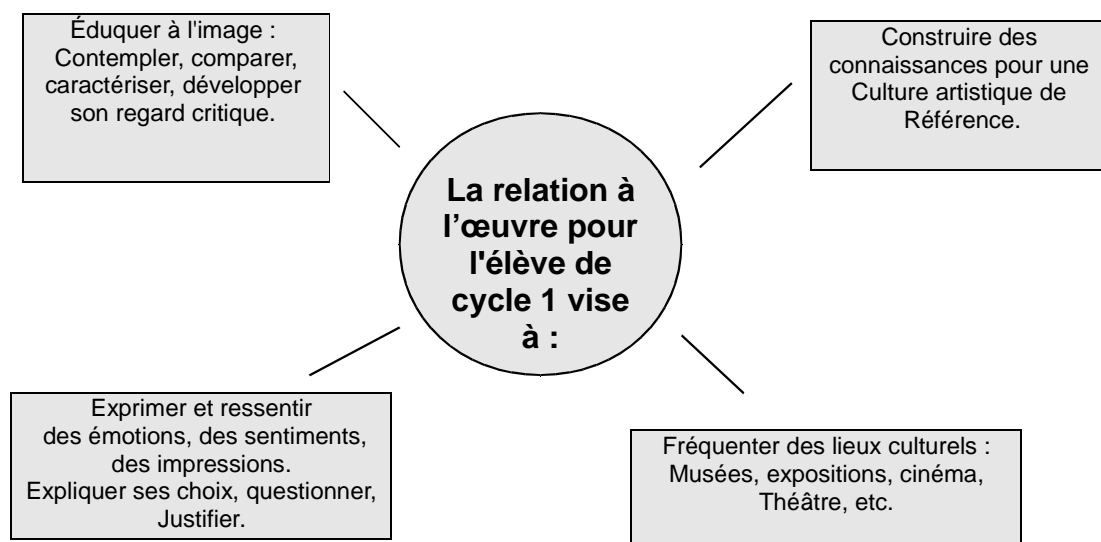 Éduquer à l'image :
Contempler, comparer,
caractériser, développer
son regard critique.
Construire des
connaissances pour une
Culture artistique de
Référence.
La relation à
l’œuvre pour
l'élève de
cycle 1 vise
à :
Exprimer et ressentir
des émotions, des sentiments,
des impressions.
Expliquer ses choix, questionner,
Justifier.
Fréquenter des lieux culturels :
Musées, expositions, cinéma,
Théâtre, etc.